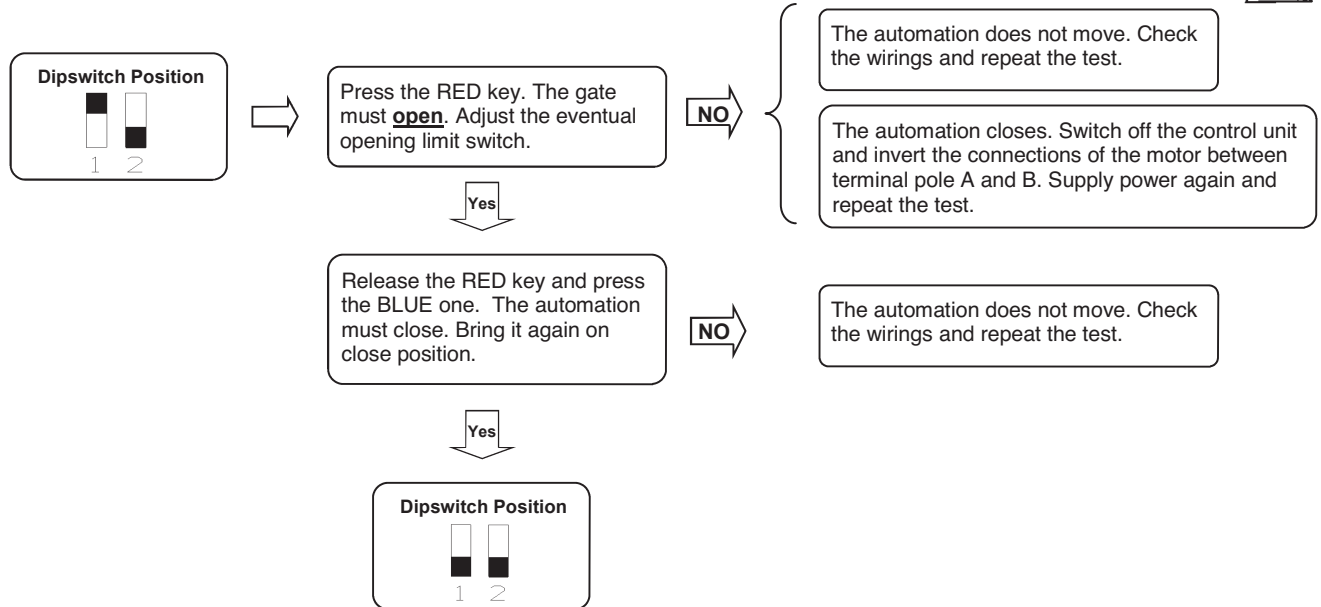 Dipswitch Position
1 2
Press the RED key. The gate
must open. Adjust the eventual
opening limit switch.
NO
The automation does not move. Check
the wirings and repeat the test.
The automation closes. Switch off the control unit
and invert the connections of the motor between
terminal pole A and B. Supply power again and
repeat the test.
Yes
Release the RED key and press
the BLUE one. The automation
must close. Bring it again on
close position.
NO
The automation does not move. Check
the wirings and repeat the test.
Yes
Dipswitch Position
1 2